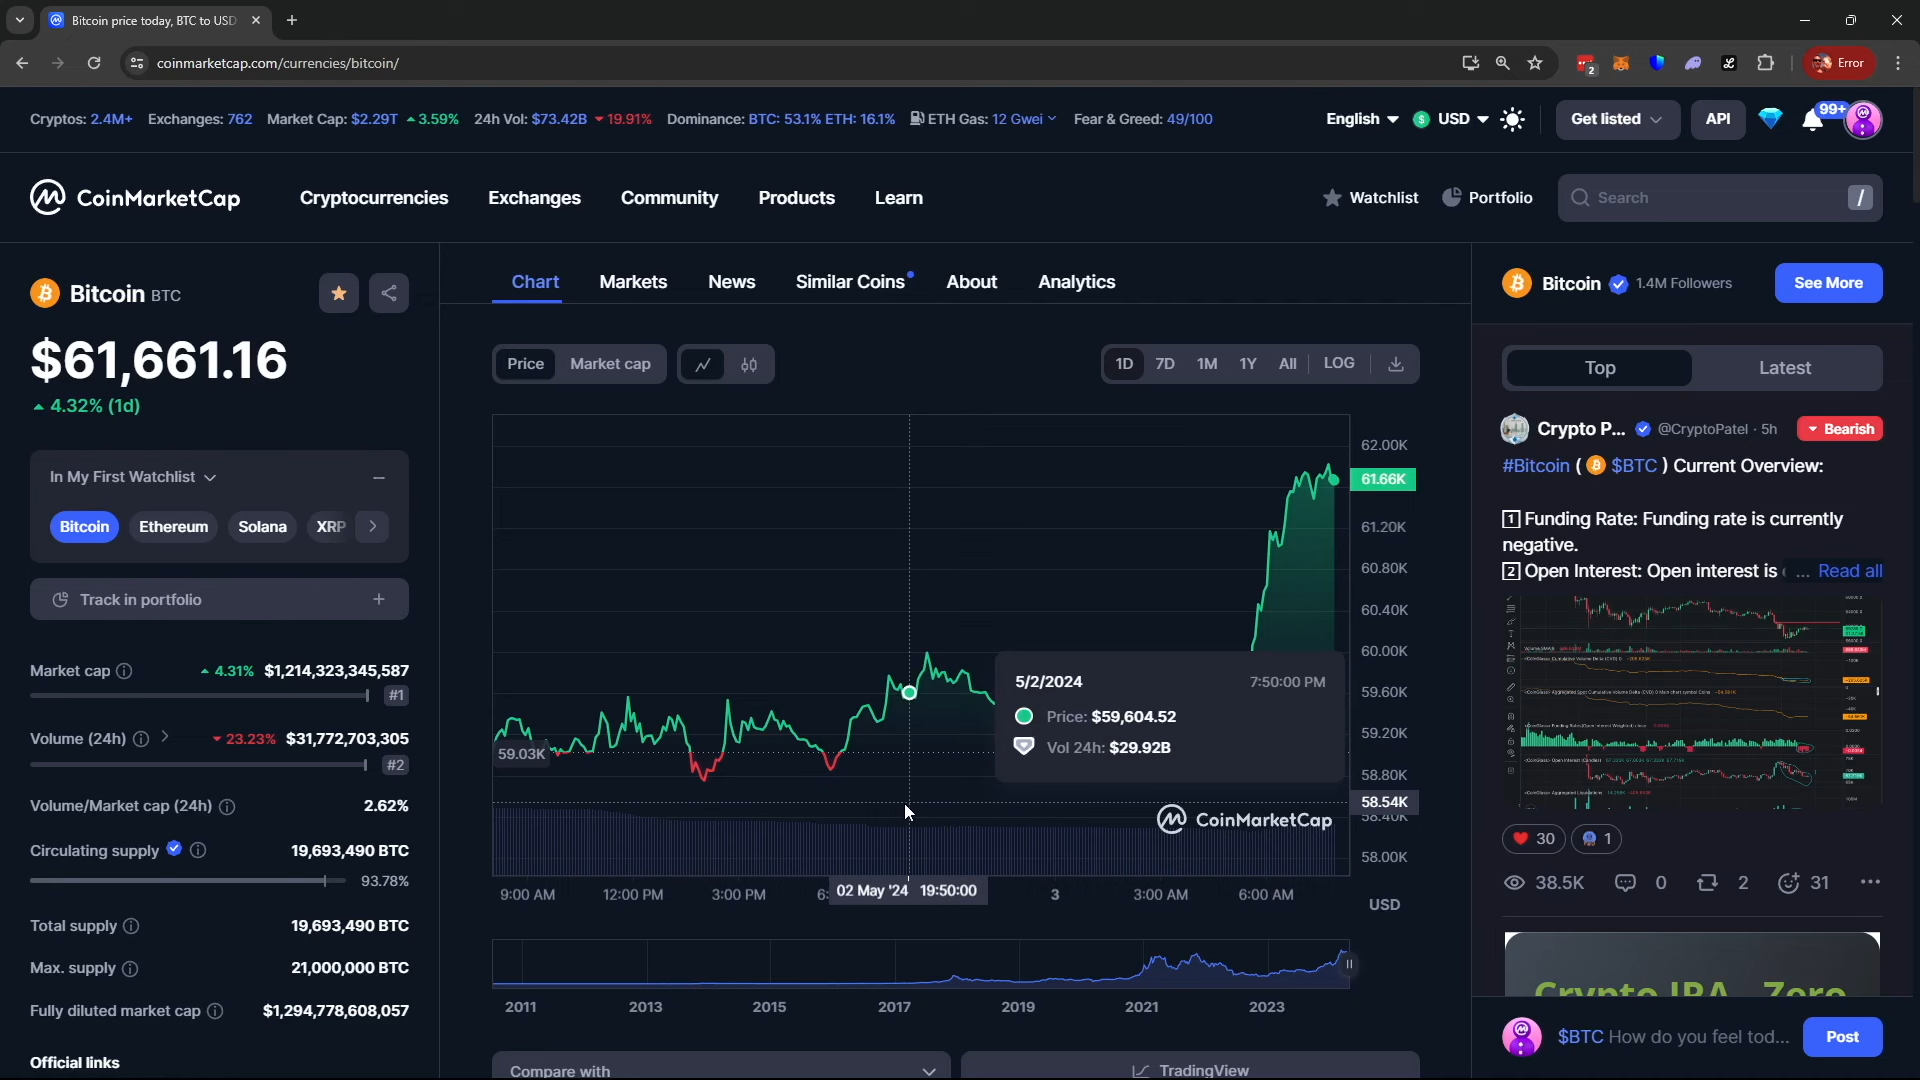 Bitcoin price today, BTC to USD
coinmarketcap.com/currencies/bitcoin/
2
Error
Cryptos: 2.4M+ Exchanges: 762 Market Cap: $2.29T 3.59% 24h Vol: $73.42B 19.91% Dominance: BTC: 53.1% ETH: 16.1% ETH Gas: 12 Gwei Fear & Greed: 49/100
English $ USD Get listed API 99+
CoinMarketCap
Cryptocurrencies Exchanges Community Products Learn
Watchlist Portfolio Search /
Bitcoin BTC
$61,661.16
4.32% (1d)
In My First Watchlist
Bitcoin Ethereum Solana XRP
Track in portfolio +
Market cap 4.31% $1,214,323,345,587
#1
Volume (24h) 23.23% $31,772,703,305
#2
Volume/Market cap (24h) 2.62%
Circulating supply 19,693,490 BTC
93.78%
Total supply 19,693,490 BTC
Max. supply 21,000,000 BTC
Fully diluted market cap $1,294,778,608,057
Official links
Chart Markets News Similar Coins About Analytics
Price Market cap
1D 7D 1M 1Y All LOG
62.00K
61.66K
61.20K
60.80K
60.40K
60.00K
59.60K
59.20K
58.80K
58.54K
58.40K
58.00K
59.03K
5/2/2024 7:50:00 PM
Price: $59,604.52
Vol 24h: $29.92B
CoinMarketCap
9:00 AM 12:00 PM 3:00 PM 6: 02 May '24 19:50:00 3 3:00 AM 6:00 AM
USD
2011 2013 2015 2017 2019 2021 2023
Compare with TradingView
Bitcoin 1.4M Followers See More
Top Latest
Crypto P... @CryptoPatel · 5h Bearish
#Bitcoin ( $BTC ) Current Overview:
1 Funding Rate: Funding rate is currently
negative.
2 Open Interest: Open interest is ... Read all
30 1
38.5K 0 2 31
Crypto IRA - Zero
$BTC How do you feel tod... Post